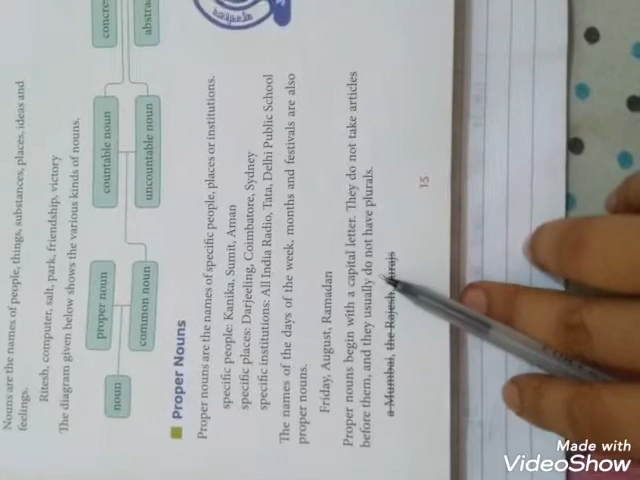 Nouns are the names of people, things, substances, places, ideas and
feelings.
Ritesh, computer, salt, park, friendship, victory
The diagram given below shows the various kinds of nouns.
noun
proper noun
common noun
countable noun
uncountable noun
Proper Nouns
Proper nouns are the names of specific people, places or institutions.
specific people: Kanika, Sumit, Aman
specific places: Darjeeling, Coimbatore, Sydney
specific institutions: All India Radio, Tata, Delhi Public School
The names of the days of the week, months and festivals are also
proper nouns.
Friday, August, Ramadan
Proper nouns begin with a capital letter. They do not take articles
before them, and they usually do not have plurals.
a Mumbai, the Rajesh
15
Made with
VideoShow